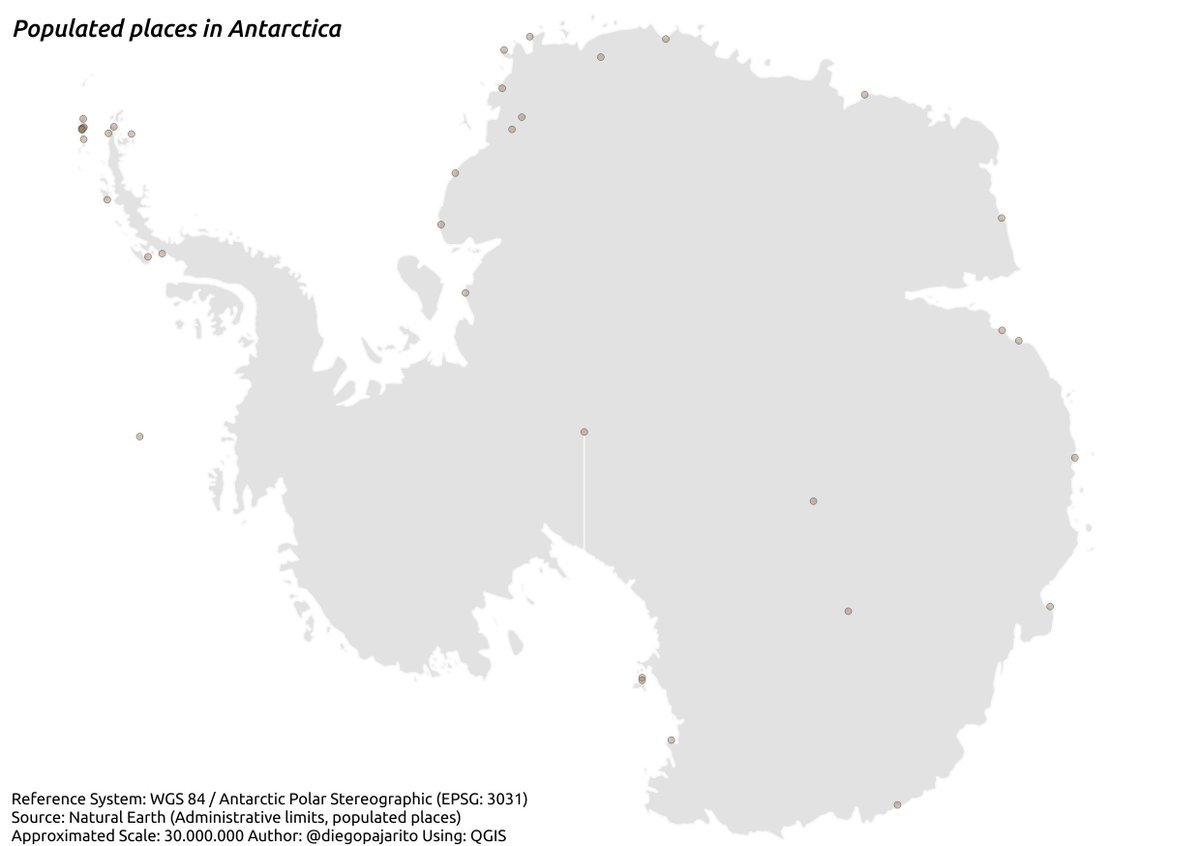 Populated places in Antarctica
Reference System: WGS 84 / Antarctic Polar Stereographic (EPSG: 3031)
Source: Natural Earth (Administrative limits, populated places)
Approximated Scale: 30.000.000 Author: @diegopajarito Using: QGIS